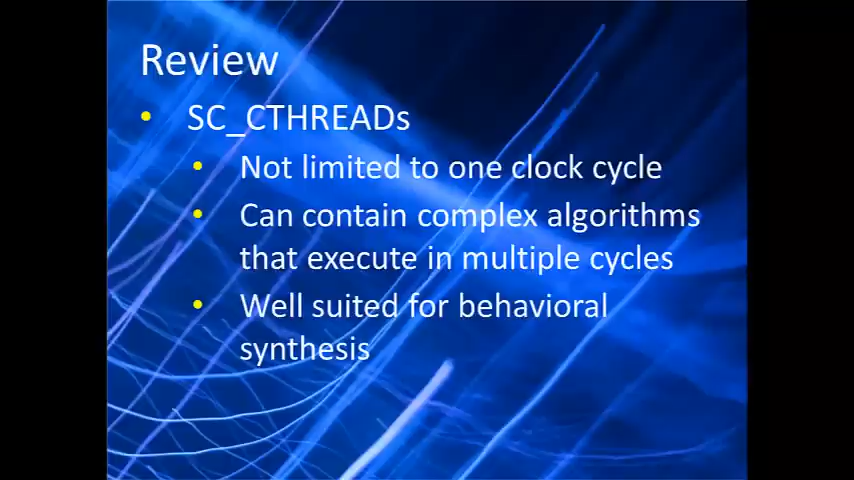 Review
• SC_CTHREADs
• Not limited to one clock cycle
• Can contain complex algorithms
that execute in multiple cycles
• Well suited for behavioral
synthesis